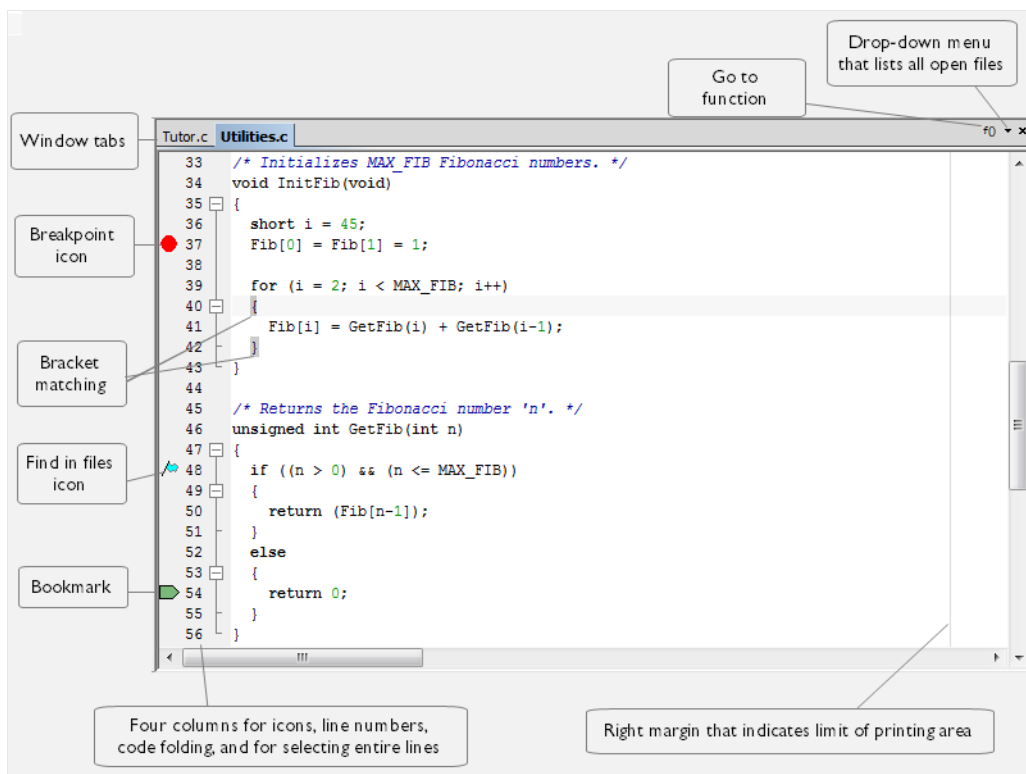 Drop-down menu
that lists all open files
Go to
function
Window tabs
Tutor.c Utilities.c
f()
33 /* Initializes MAX_FIB Fibonacci numbers. */
34 void InitFib(void)
35 {
36 short i = 45;
Breakpoint
icon
37 Fib[0] = Fib[1] = 1;
38
39 for (i = 2; i < MAX_FIB; i++)
40 {
41 Fib[i] = GetFib(i) + GetFib(i-1);
42 }
Bracket
matching
43 }
44
45 /* Returns the Fibonacci number 'n'. */
46 unsigned int GetFib(int n)
47 {
Find in files
icon
48 if ((n > 0) && (n <= MAX_FIB))
49 {
50 return (Fib[n-1]);
51 }
52 else
53 {
Bookmark
54 return 0;
55 }
56 }
Four columns for icons, line numbers,
code folding, and for selecting entire lines
Right margin that indicates limit of printing area